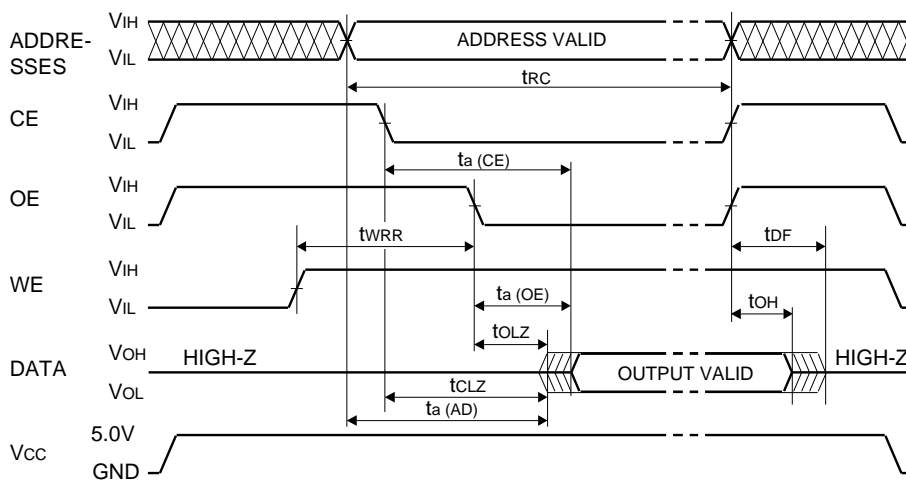 ADDRE-
SSES
VIH
VIL
ADDRESS VALID
tRC
CE
VIH
VIL
ta (CE)
OE
VIH
VIL
tWRR
tDF
WE
VIH
VIL
ta (OE)
tOH
tOLZ
DATA
VOH
VOL
HIGH-Z
OUTPUT VALID
HIGH-Z
tCLZ
ta (AD)
VCC
5.0V
GND